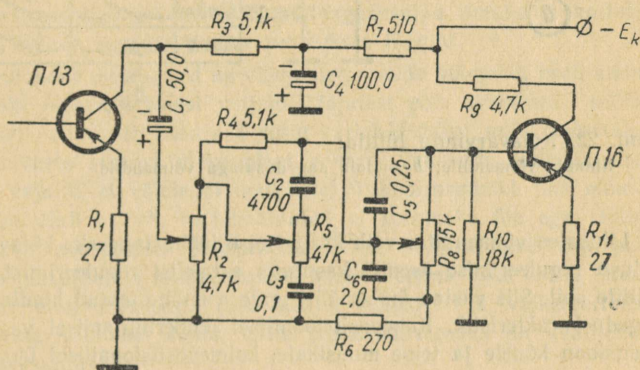 R3 5,1k
R7 510
– Eк
П13
–
C1 50,0
+
–
C4 100,0
+
R9 4,7k
П16
R4 5,1k
C2
4700
C5 0,25
R1
27
R2
4,7k
R5
47k
C3
0,1
C6
2,0
R8 15k
R10
18k
R11
27
R6 270